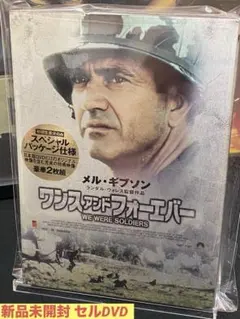 スペシャル
パッケージ仕様
豪華2枚組
メル・ギブソン
ランダル・ウォレス監督作品
ワンス アンド フォーエバー
WE WERE SOLDIERS
新品未開封 セルDVD